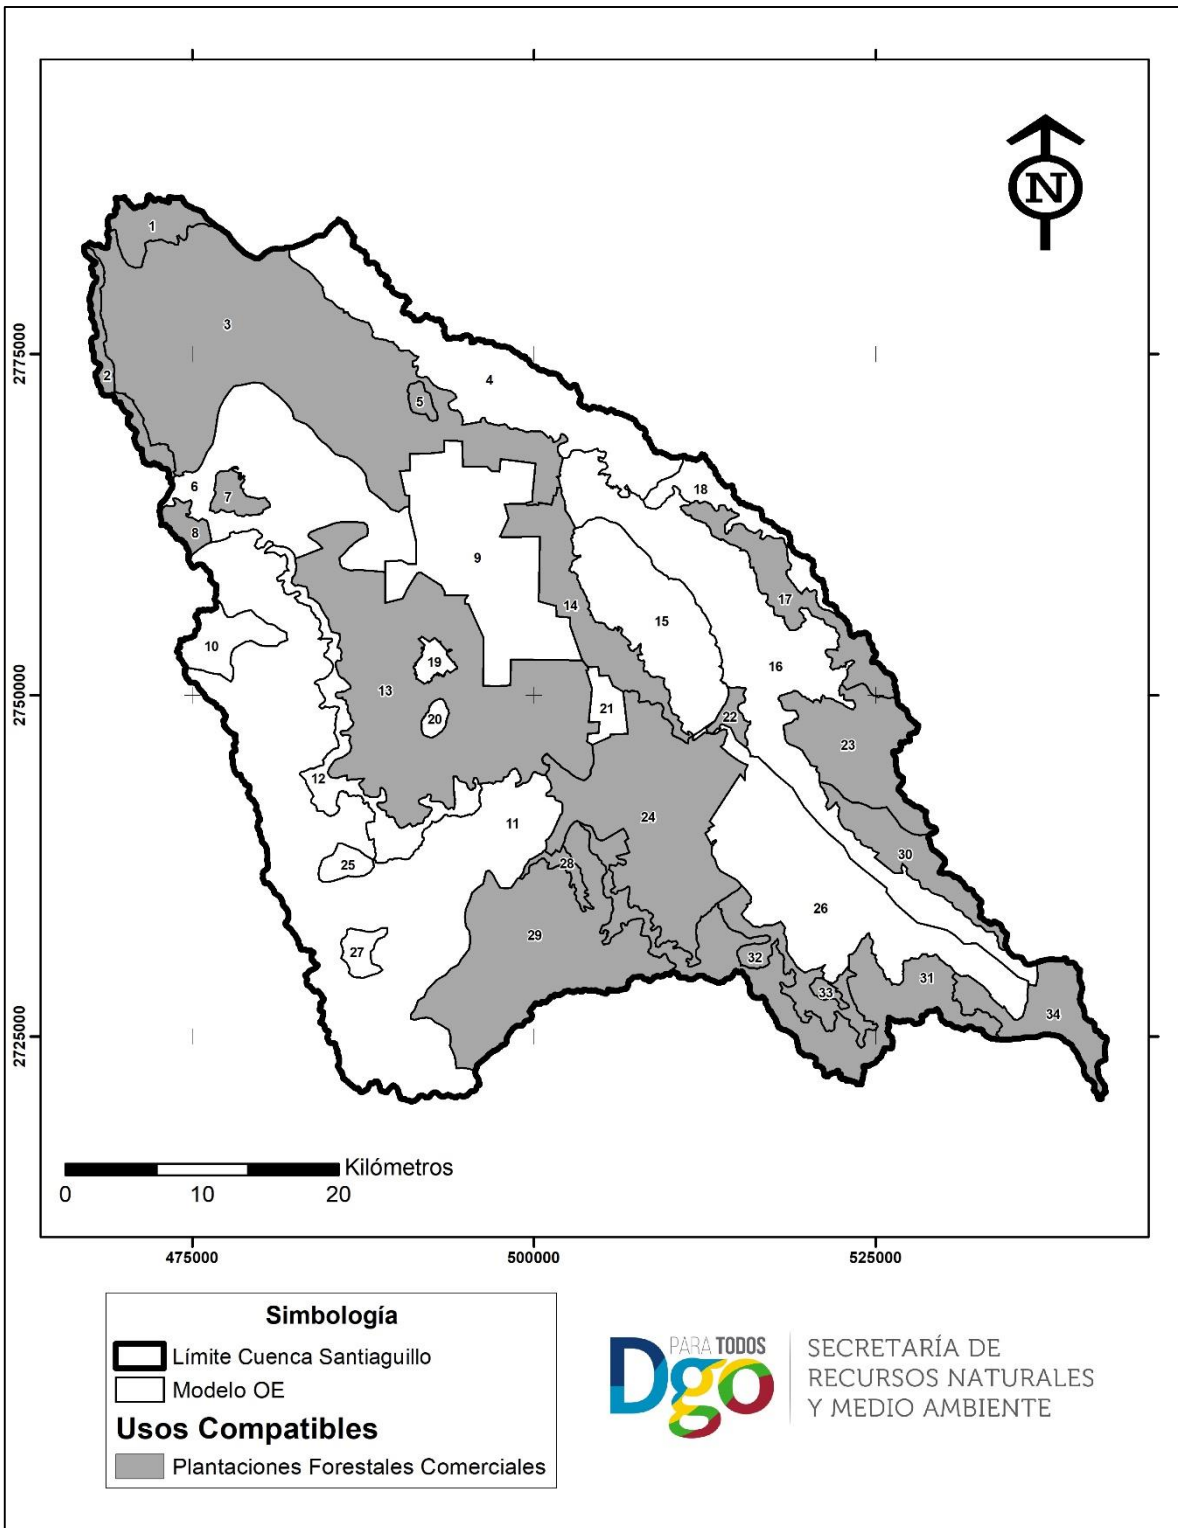 N
1
3
2
4
5
6
7
8
18
9
17
14
15
10
19
16
13
21
20
22
23
12
11
24
25
28
30
26
29
27
32
31
33
34
2775000
2750000
2725000
Kilómetros
0 10 20
475000 500000 525000
Simbología
Límite Cuenca Santiaguillo
Modelo OE
Usos Compatibles
Plantaciones Forestales Comerciales
PARA TODOS
Dgo
SECRETARÍA DE
RECURSOS NATURALES
Y MEDIO AMBIENTE